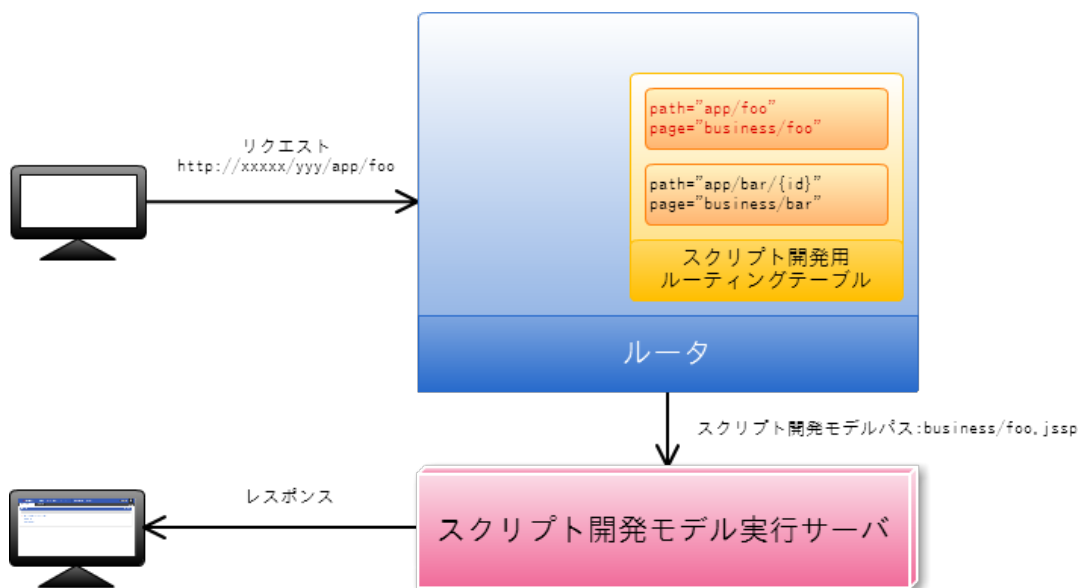 リクエスト
http://xxxxx/yyy/app/foo
path="app/foo"
page="business/foo"
path="app/bar/{id}"
page="business/bar"
スクリプト開発用
ルーティングテーブル
ルータ
スクリプト開発モデルパス:business/foo.jssp
レスポンス
スクリプト開発モデル実行サーバ